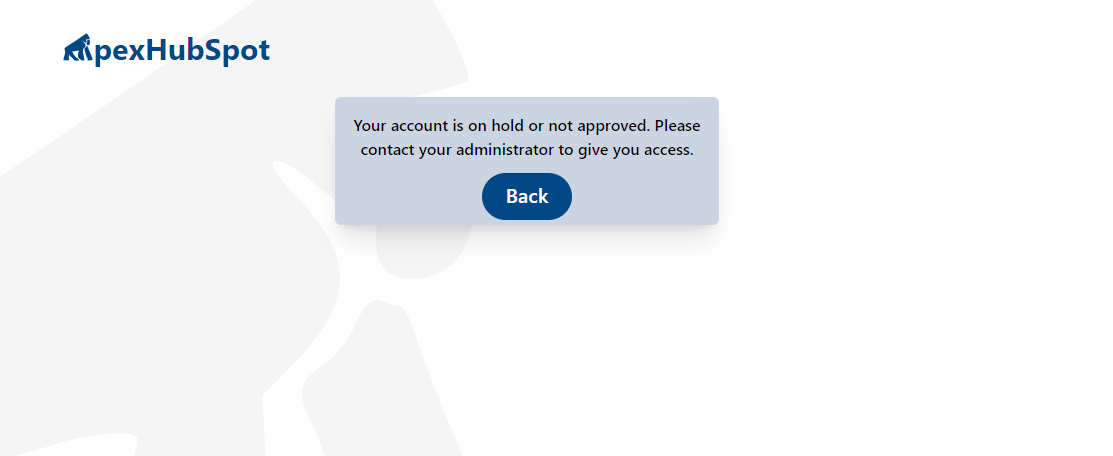 pexHubSpot
Your account is on hold or not approved. Please
contact your administrator to give you access.
Back